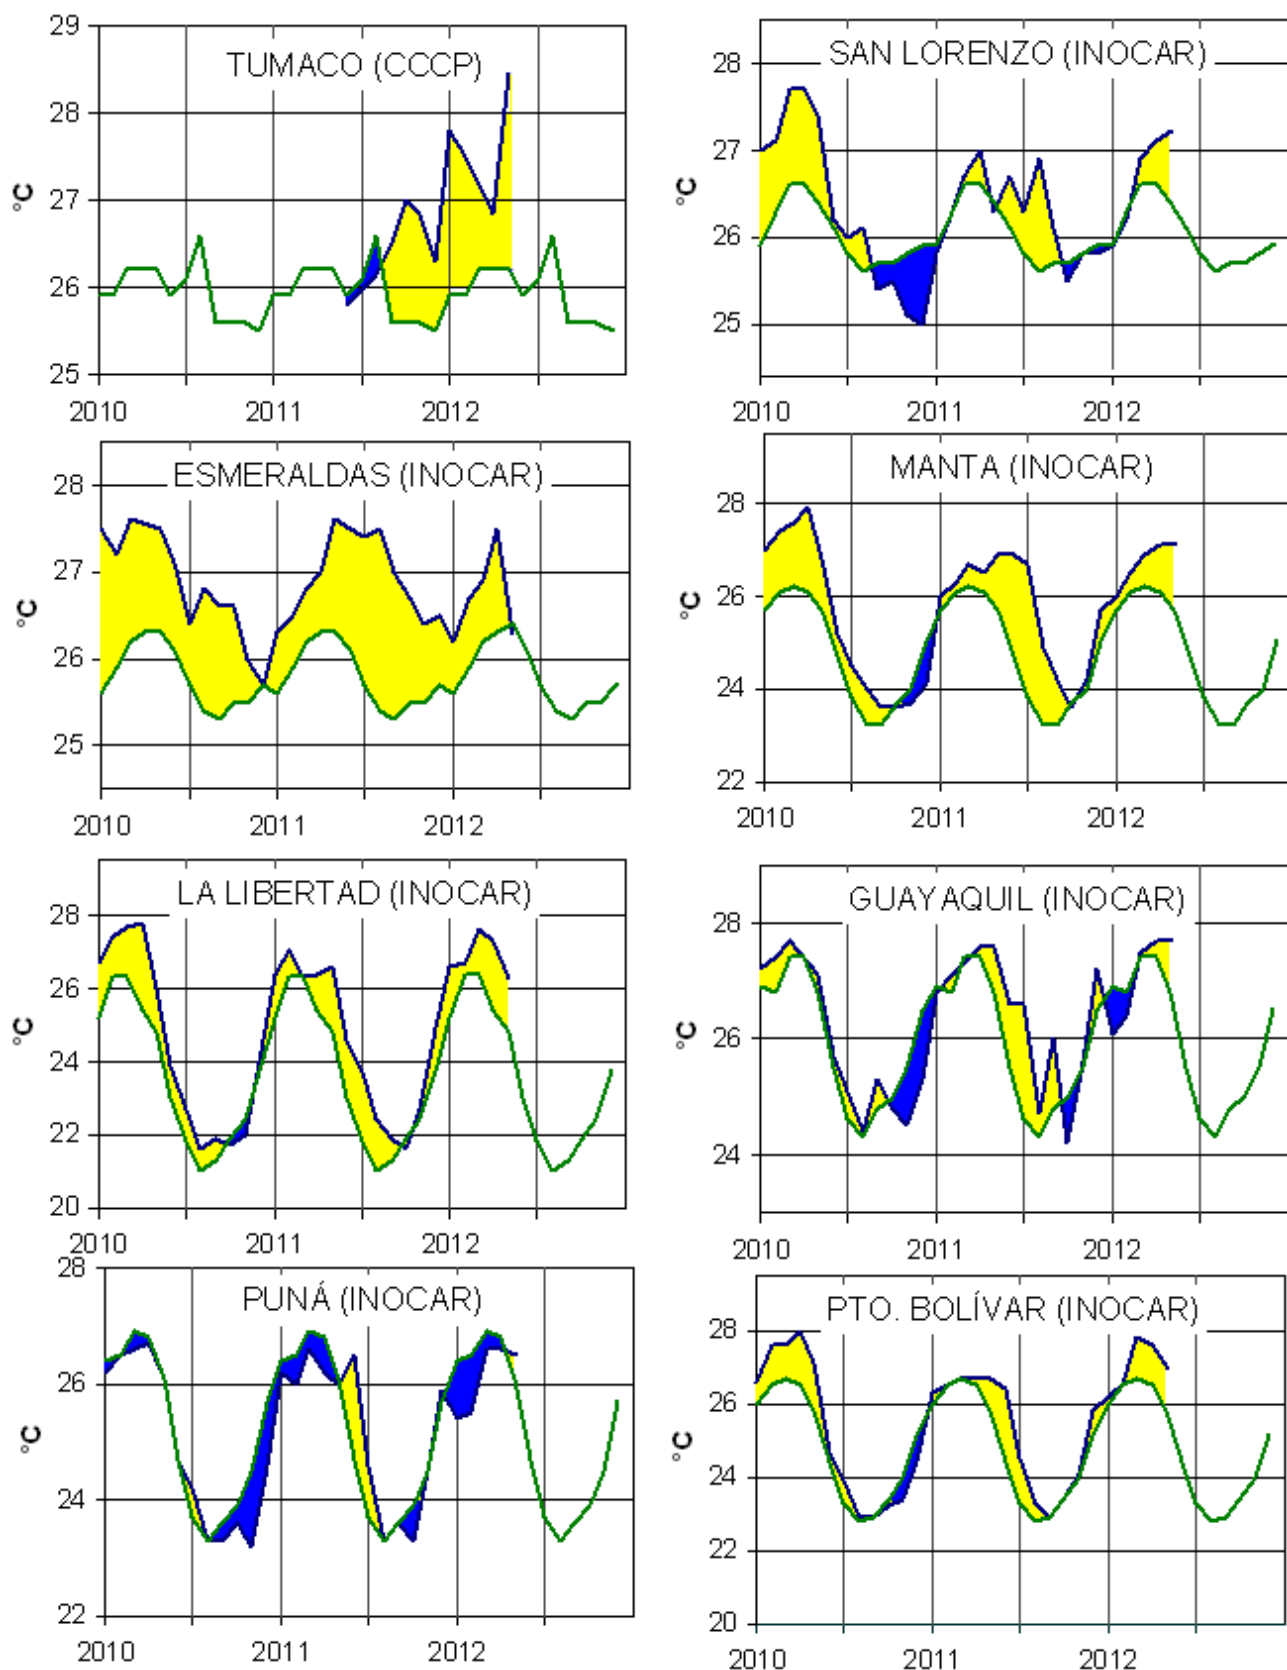 TUMACO (CCCP)
°C
29
28
27
26
25
2010 2011 2012
SAN LORENZO (INOCAR)
°C
28
27
26
25
2010 2011 2012
ESMERALDAS (INOCAR)
°C
28
27
26
25
2010 2011 2012
MANTA (INOCAR)
°C
28
26
24
22
2010 2011 2012
LA LIBERTAD (INOCAR)
°C
28
26
24
22
20
2010 2011 2012
GUAYAQUIL (INOCAR)
°C
28
26
24
2010 2011 2012
PUNÁ (INOCAR)
°C
28
26
24
22
2010 2011 2012
PTO. BOLÍVAR (INOCAR)
°C
28
26
24
22
20
2010 2011 2012